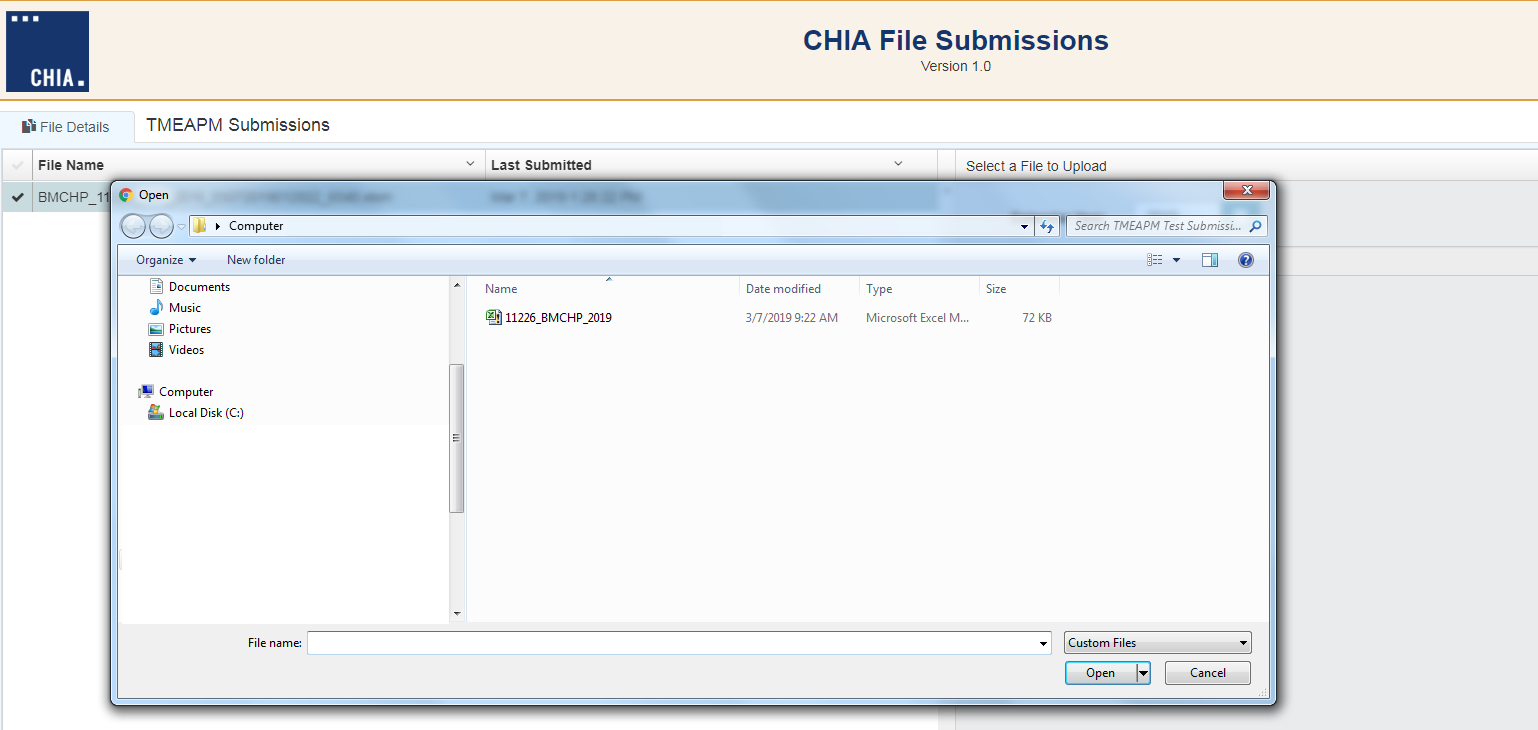 CHIA.
CHIA File Submissions
Version 1.0
File Details
TMEAPM Submissions
File Name
Last Submitted
Select a File to Upload
BMCHP_11
Open
Computer
Search TMEAPM Test Submissi...
Organize
New folder
Documents
Music
Pictures
Videos
Computer
Local Disk (C:)
Name Date modified Type Size
11226_BMCHP_2019 3/7/2019 9:22 AM Microsoft Excel M... 72 KB
File name:
Custom Files
Open
Cancel